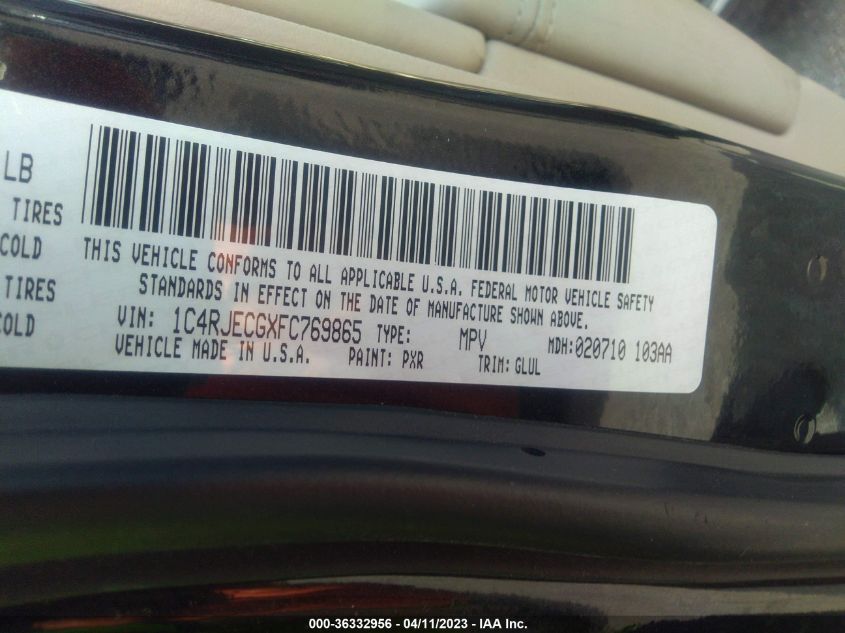 LB
TIRES
COLD
TIRES
COLD
THIS VEHICLE CONFORMS TO ALL APPLICABLE U.S.A. FEDERAL MOTOR VEHICLE SAFETY
STANDARDS IN EFFECT ON THE DATE OF MANUFACTURE SHOWN ABOVE.
VIN: 1C4RJECGXFC769865 TYPE: MPV MDH:020710 103AA
VEHICLE MADE IN U.S.A. PAINT: PXR TRIM: GLUL
000-36332956 - 04/11/2023 - IAA Inc.